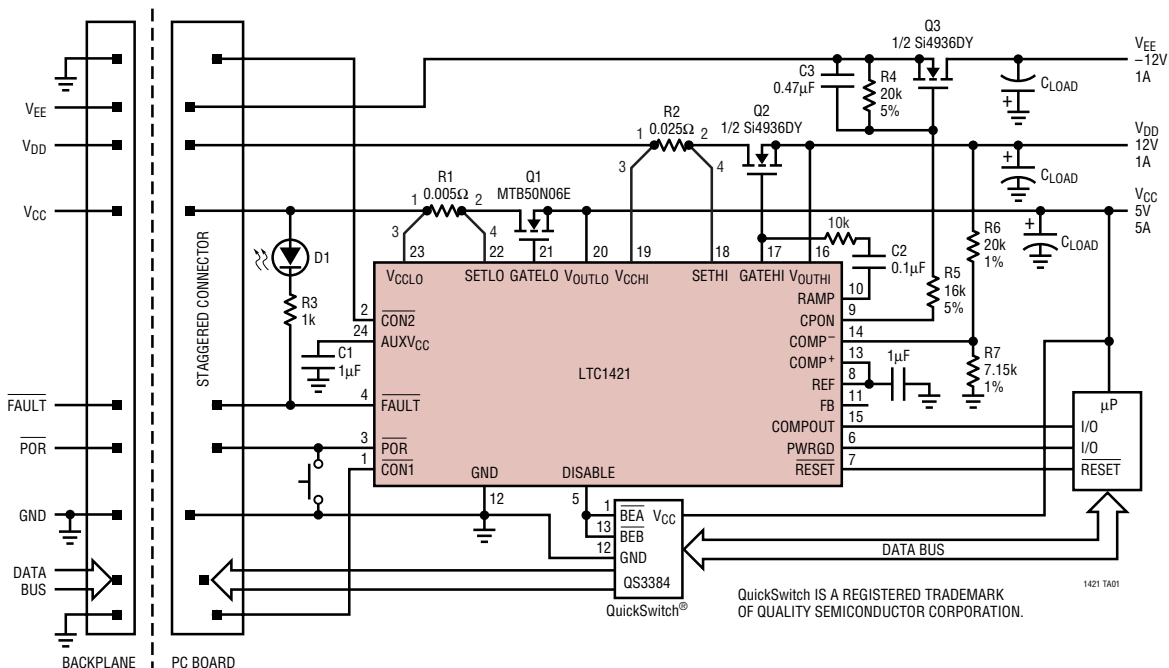 Q3
1/2 Si4936DY
VEE
–12V
1A
C3
0.47µF
R4
20k
5%
CLOAD
+
VEE
R2
0.025Ω
Q2
1/2 Si4936DY
VDD
12V
1A
VDD
1
2
3
4
CLOAD
+
R1
0.005Ω
Q1
MTB50N06E
VCC
5V
5A
VCC
1
2
3
4
CLOAD
+
R6
20k
1%
10k
C2
0.1µF
R5
16k
5%
D1
R3
1k
STAGGERED CONNECTOR
23
22
21
20
19
18
17
16
VCCLO
SETLO
GATELO
VOUTLO
VCCHI
SETHI
GATEHI
VOUTHI
RAMP
10
2
CON2
CPON
9
24
AUXVCC
COMP–
14
C1
1µF
COMP+
13
1µF
R7
7.15k
1%
LTC1421
REF
8
FAULT
4
FAULT
FB
11
µP
COMPOUT
15
I/O
POR
3
POR
PWRGD
6
I/O
1
CON1
RESET
7
RESET
GND
DISABLE
12
5
GND
1
BEA
VCC
13
BEB
12
GND
DATA BUS
DATA
BUS
QS3384
QuickSwitch®
1421 TA01
QuickSwitch IS A REGISTERED TRADEMARK
OF QUALITY SEMICONDUCTOR CORPORATION.
BACKPLANE
PC BOARD